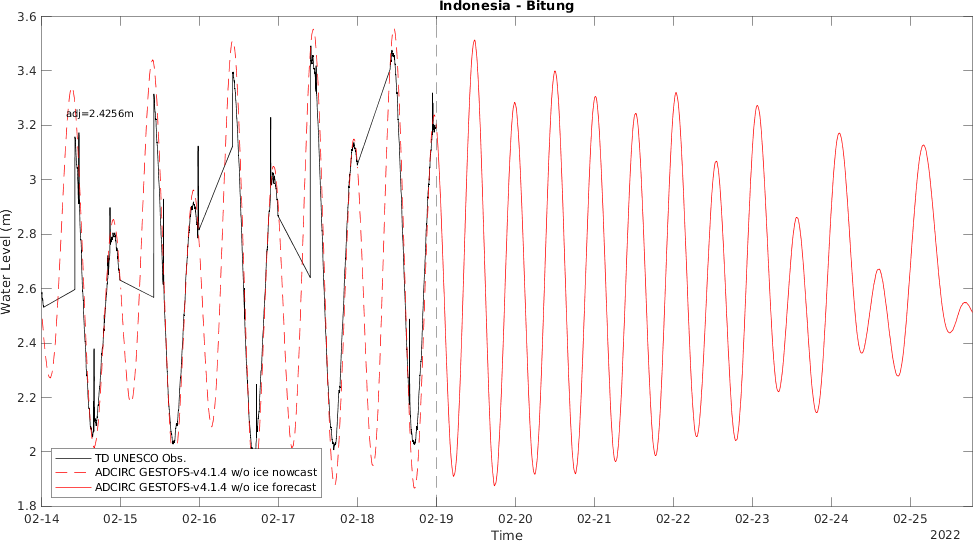 Indonesia - Bitung
3.6
3.4
3.2
3
2.8
2.6
2.4
2.2
2
1.8
Water Level (m)
adj=2.4256m
TD UNESCO Obs.
ADCIRC GESTOFS-v4.1.4 w/o ice nowcast
ADCIRC GESTOFS-v4.1.4 w/o ice forecast
02-14 02-15 02-16 02-17 02-18 02-19 02-20 02-21 02-22 02-23 02-24 02-25
Time
2022